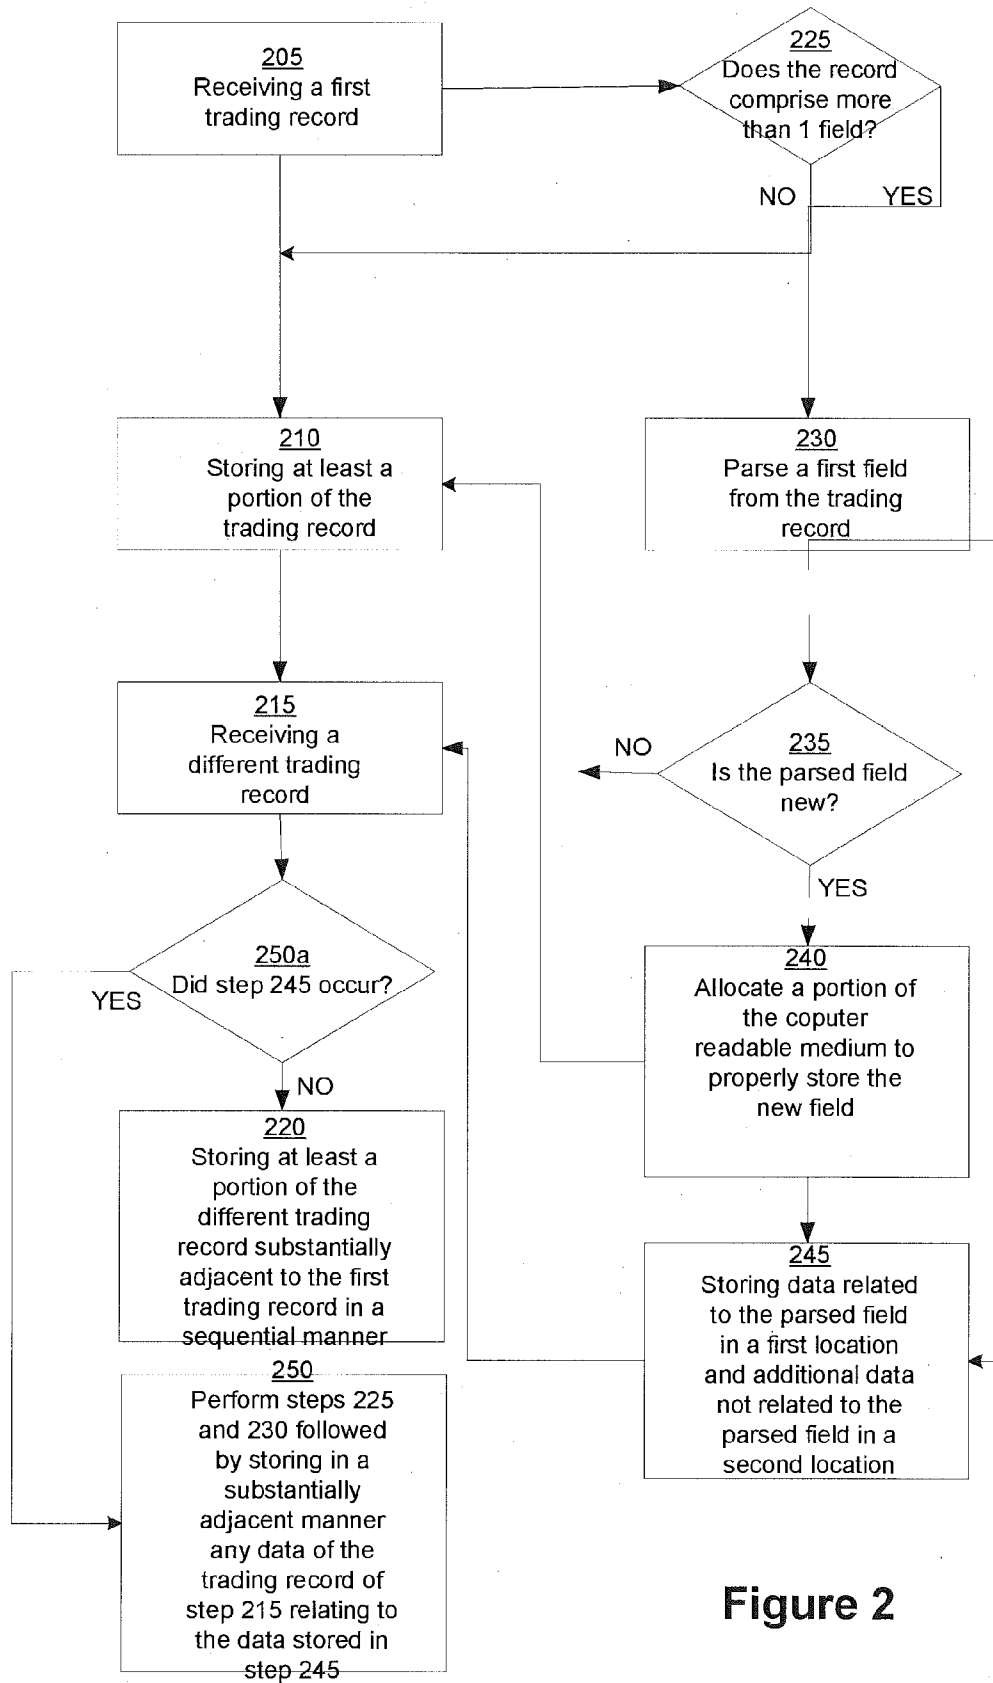 205
Receiving a first
trading record
225
Does the record
comprise more
than 1 field?
NO
YES
210
Storing at least a
portion of the
trading record
230
Parse a first field
from the trading
record
215
Receiving a
different trading
record
NO
235
Is the parsed field
new?
YES
250a
Did step 245 occur?
YES
NO
240
Allocate a portion of
the coputer
readable medium to
properly store the
new field
220
Storing at least a
portion of the
different trading
record substantially
adjacent to the first
trading record in a
sequential manner
245
Storing data related
to the parsed field
in a first location
and additional data
not related to the
parsed field in a
second location
250
Perform steps 225
and 230 followed
by storing in a
substantially
adjacent manner
any data of the
trading record of
step 215 relating to
the data stored in
step 245
Figure 2